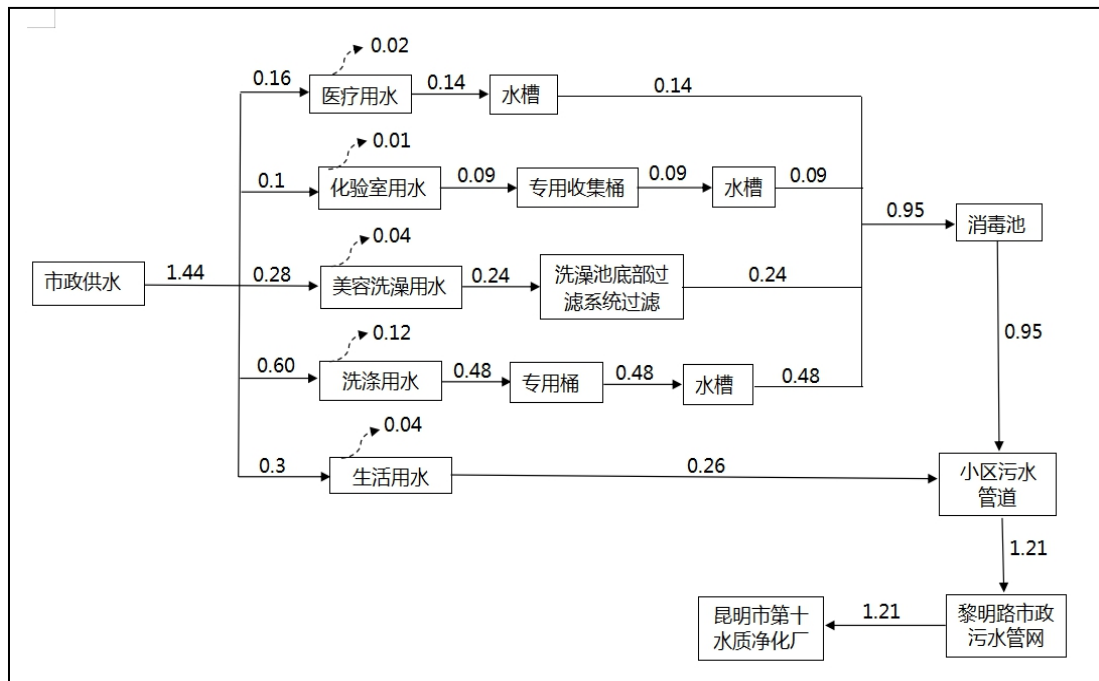 0.02
0.16
医疗用水
0.14
水槽
0.14
0.01
0.1
化验室用水
0.09
专用收集桶
0.09
水槽
0.09
0.95
消毒池
0.04
市政供水
1.44
0.28
美容洗澡用水
0.24
洗澡池底部过
滤系统过滤
0.24
0.95
0.12
0.60
洗涤用水
0.48
专用桶
0.48
水槽
0.48
0.04
0.3
生活用水
0.26
小区污水
管道
1.21
黎明路市政
污水管网
1.21
昆明市第十
水质净化厂